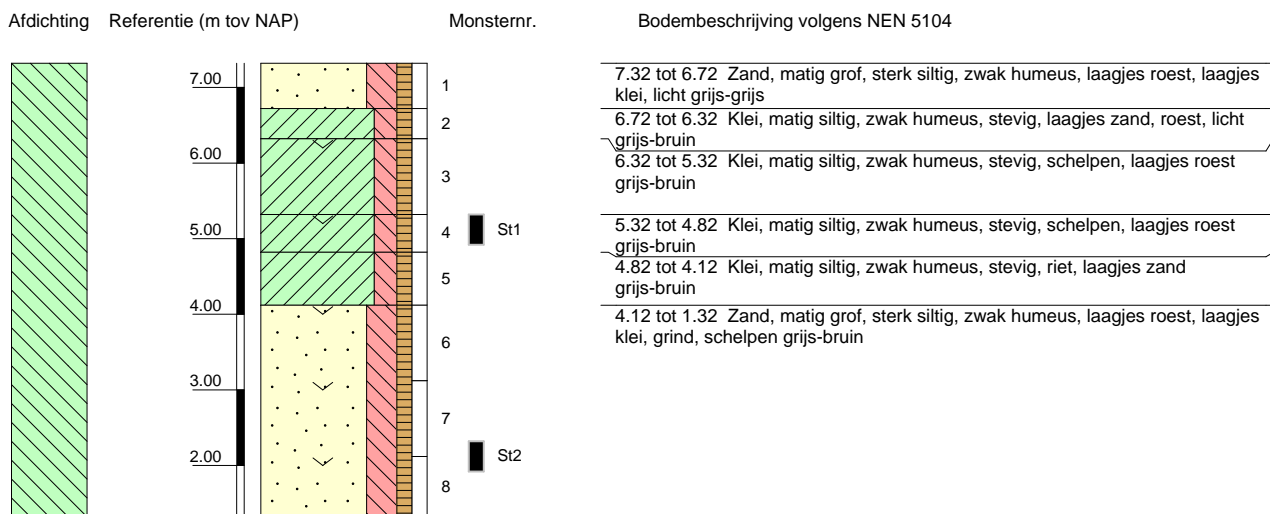 Afdichting Referentie (m tov NAP) Monsternr. Bodembeschrijving volgens NEN 5104
7.00
6.00
5.00
4.00
3.00
2.00
1
2
3
4
5
6
7
8
St1
St2
7.32 tot 6.72 Zand, matig grof, sterk siltig, zwak humeus, laagjes roest, laagjes
klei, licht grijs-grijs
6.72 tot 6.32 Klei, matig siltig, zwak humeus, stevig, laagjes zand, roest, licht
grijs-bruin
6.32 tot 5.32 Klei, matig siltig, zwak humeus, stevig, schelpen, laagjes roest
grijs-bruin
5.32 tot 4.82 Klei, matig siltig, zwak humeus, stevig, schelpen, laagjes roest
grijs-bruin
4.82 tot 4.12 Klei, matig siltig, zwak humeus, stevig, riet, laagjes zand
grijs-bruin
4.12 tot 1.32 Zand, matig grof, sterk siltig, zwak humeus, laagjes roest, laagjes
klei, grind, schelpen grijs-bruin